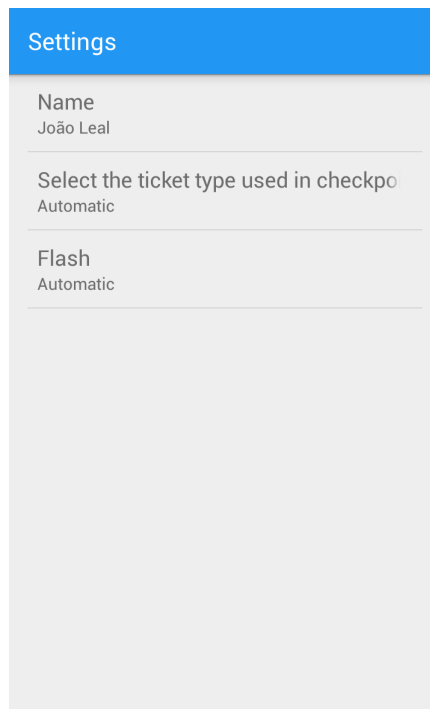 Settings
Name
João Leal
Select the ticket type used in checkpo
Automatic
Flash
Automatic